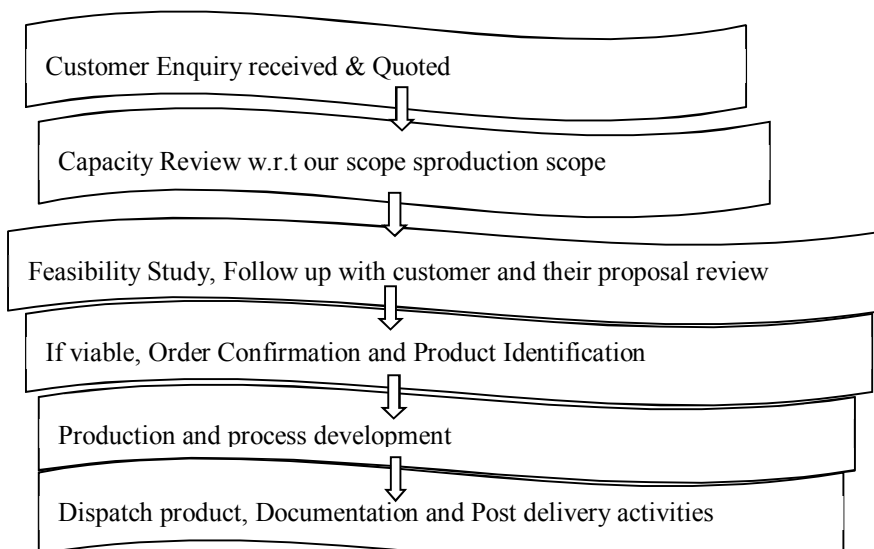 Customer Enquiry received & Quoted
Capacity Review w.r.t our scope sproduction scope
Feasibility Study, Follow up with customer and their proposal review
If viable, Order Confirmation and Product Identification
Production and process development
Dispatch product, Documentation and Post delivery activities